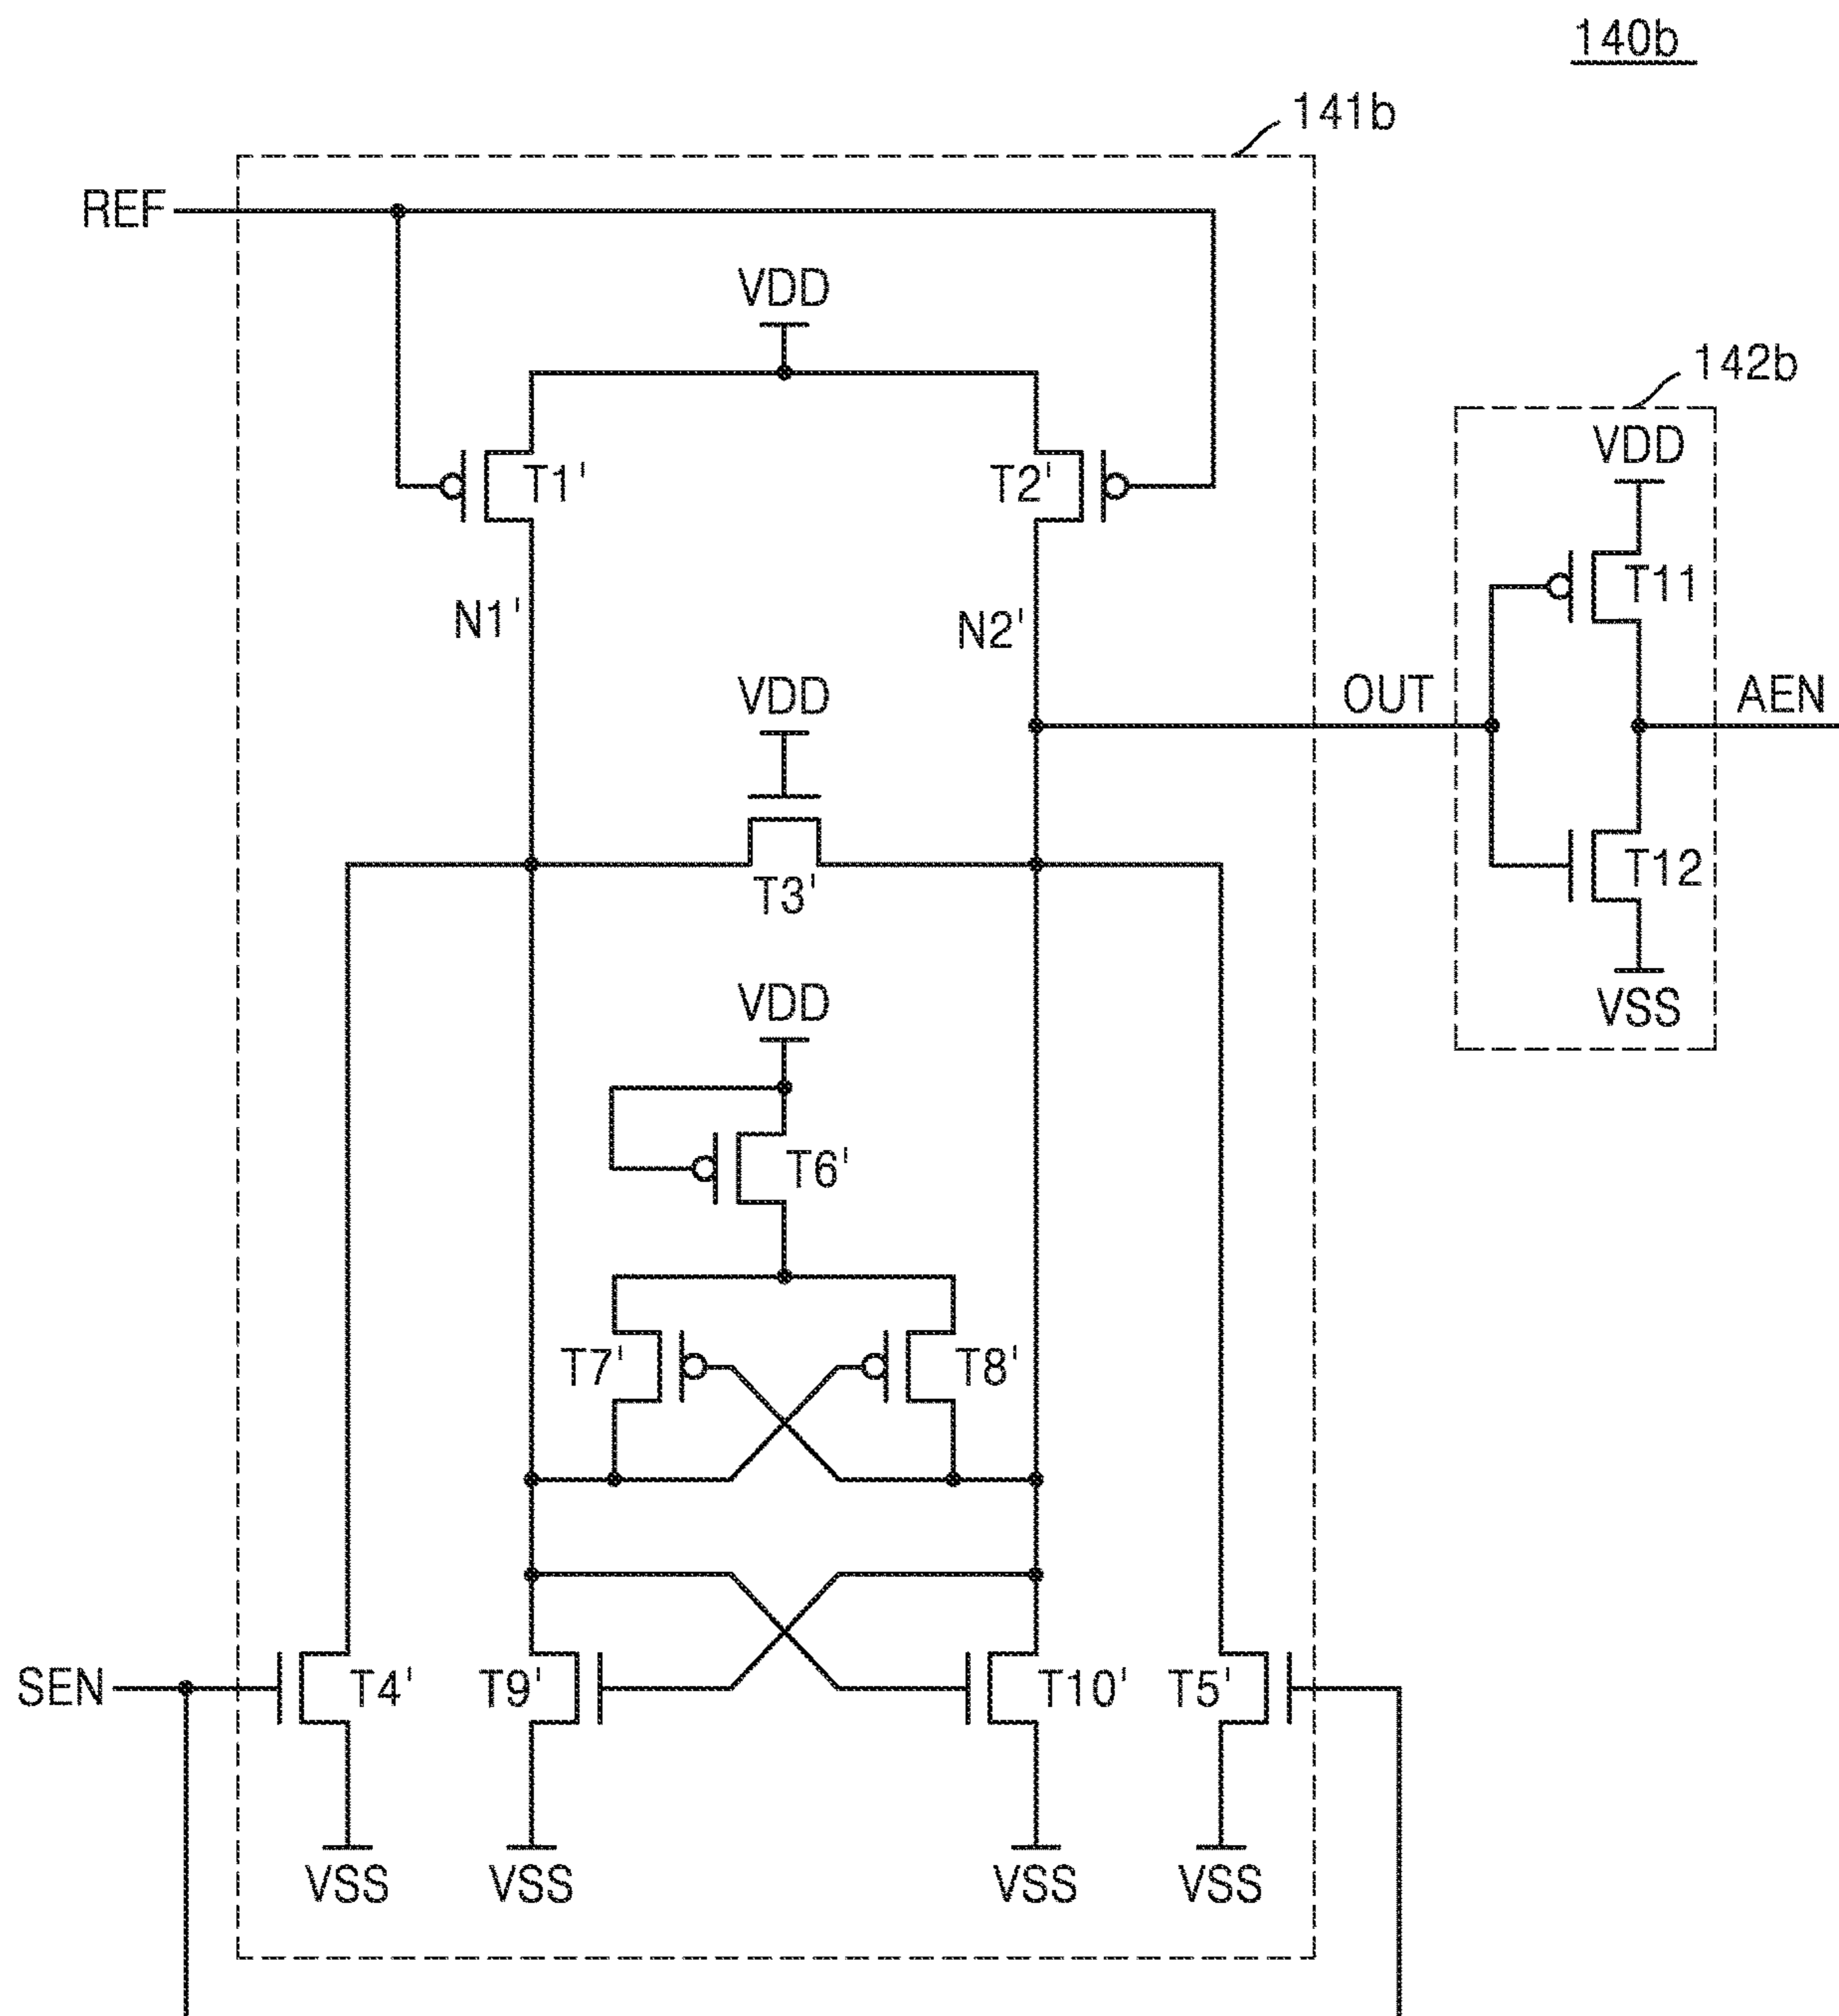 140b
141b
REF
VDD
142b
VDD
T1'
T2'
T11
N1'
N2'
VDD
OUT
AEN
T3'
T12
VDD
VSS
T6'
T7'
T8'
SEN
T4'
T9'
T10'
T5'
VSS
VSS
VSS
VSS